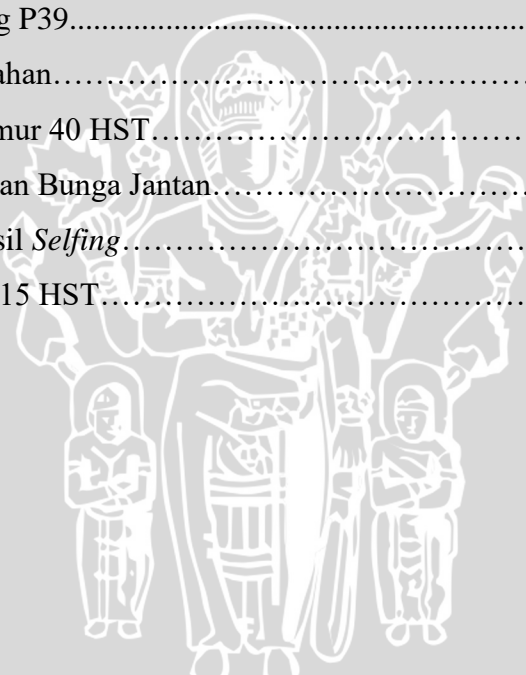 g P39..............................................................
ahan……………………………………………
mur 40 HST……………………………………
an Bunga Jantan………………………………
sil Selfing………………………………………
15 HST…………………………………………